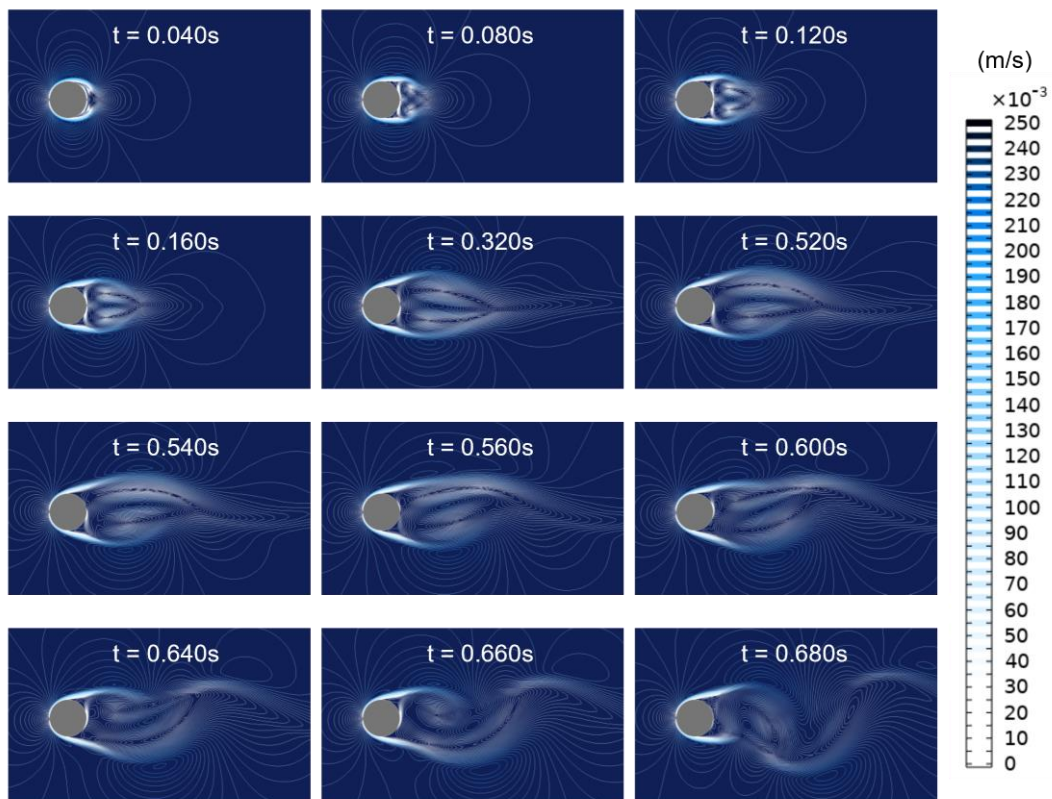 t = 0.040s
t = 0.080s
t = 0.120s
t = 0.160s
t = 0.320s
t = 0.520s
t = 0.540s
t = 0.560s
t = 0.600s
t = 0.640s
t = 0.660s
t = 0.680s
(m/s)
×10⁻³
250
240
230
220
210
200
190
180
170
160
150
140
130
120
110
100
90
80
70
60
50
40
30
20
10
0